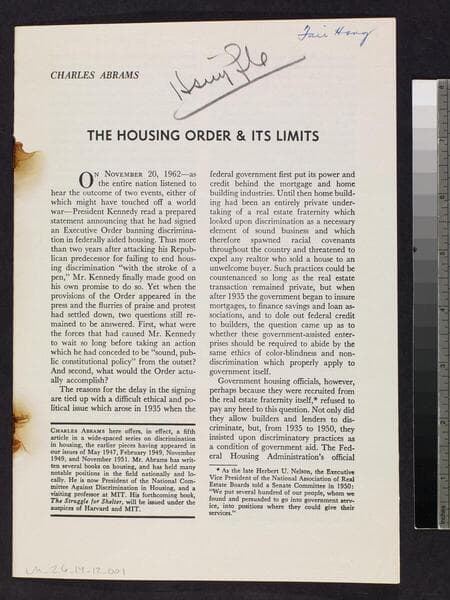 Fair Hsng
Hsing file
CHARLES ABRAMS
THE HOUSING ORDER & ITS LIMITS
ON NOVEMBER 20, 1962—as
the entire nation listened to
hear the outcome of two events, either of
which might have touched off a world
war—President Kennedy read a prepared
statement announcing that he had signed
an Executive Order banning discrimina-
tion in federally aided housing. Thus more
than two years after attacking his Repub-
lican predecessor for failing to end hous-
ing discrimination "with the stroke of a
pen," Mr. Kennedy finally made good on
his own promise to do so. Yet when the
provisions of the Order appeared in the
press and the flurries of praise and protest
had settled down, two questions still re-
mained to be answered. First, what were
the forces that had caused Mr. Kennedy
to wait so long before taking an action
which he had conceded to be "sound, pub-
lic constitutional policy" from the outset?
And second, what would the Order actu-
ally accomplish?
The reasons for the delay in the signing
are tied up with a difficult ethical and po-
litical issue which arose in 1935 when the
CHARLES ABRAMS here offers, in effect, a fifth
article in a wide-spaced series on discrimination
in housing, the earlier pieces having appeared in
our issues of May 1947, February 1949, November
1949, and November 1951. Mr. Abrams has writ-
ten several books on housing, and has held many
notable positions in the field nationally and lo-
cally. He is now President of the National Com-
mittee Against Discrimination in Housing, and a
visiting professor at MIT. His forthcoming book,
The Struggle for Shelter, will be issued under the
auspices of Harvard and MIT.
federal government first put its power and
credit behind the mortgage and home
building industries. Until then home build-
ing had been an entirely private under-
taking of a real estate fraternity which
looked upon discrimination as a necessary
element of sound business and which
therefore spawned racial covenants
throughout the country and threatened to
expel any realtor who sold a house to an
unwelcome buyer. Such practices could be
countenanced so long as the real estate
transaction remained private, but when
after 1935 the government began to insure
mortgages, to finance savings and loan as-
sociations, and to dole out federal credit
to builders, the question came up as to
whether these government-assisted enter-
prises should be required to abide by the
same ethics of color-blindness and non-
discrimination which properly apply to
government itself.
Government housing officials, however,
perhaps because they were recruited from
the real estate fraternity itself,* refused to
pay any heed to this question. Not only did
they allow builders and lenders to dis-
criminate, but, from 1935 to 1950, they
insisted upon discriminatory practices as
a condition of government aid. The Fed-
eral Housing Administration's official
* As the late Herbert U. Nelson, the Executive
Vice President of the National Association of Real
Estate Boards told a Senate Committee in 1950:
"We put several hundred of our people, whom we
found and persuaded to go into government serv-
ice, into positions where they could give their
services."
Inches